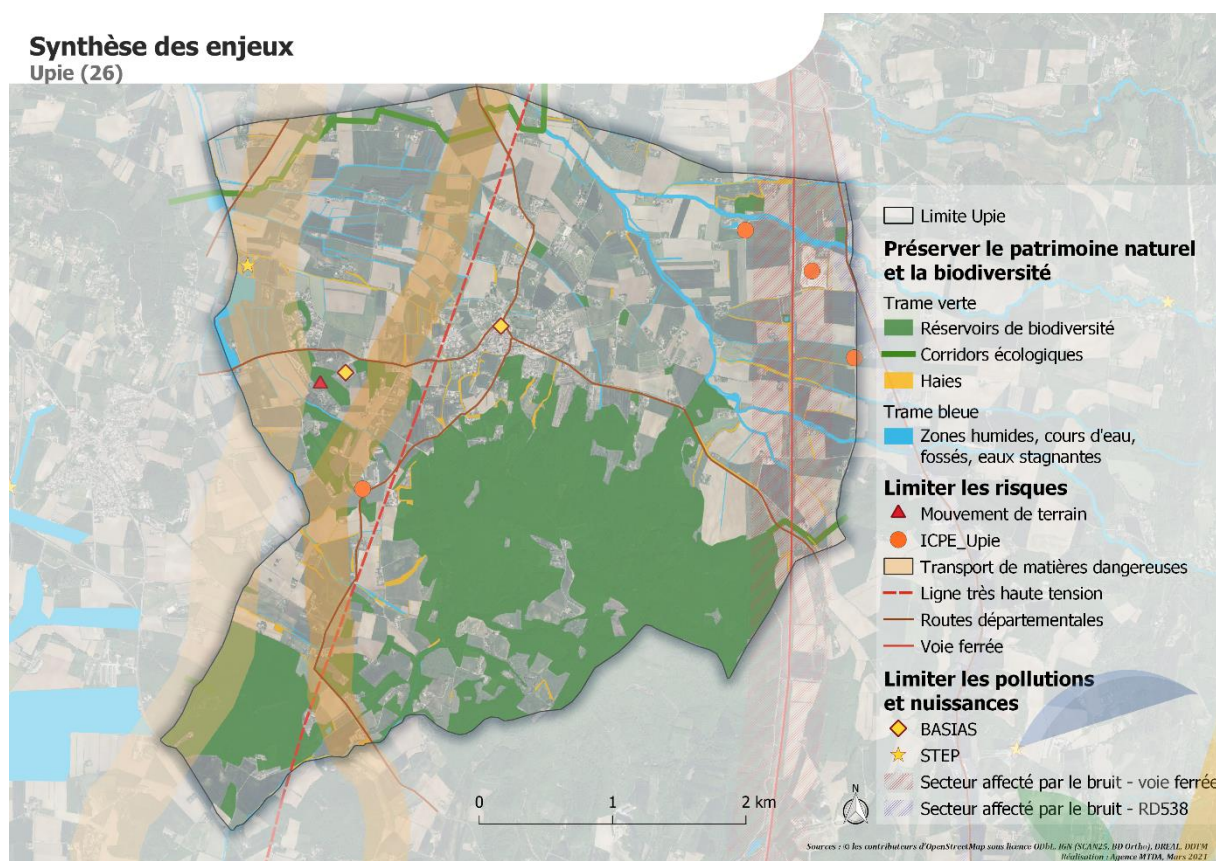 Synthèse des enjeux
Upie (26)
Limite Upie
Préserver le patrimoine naturel
et la biodiversité
Trame verte
Réservoirs de biodiversité
Corridors écologiques
Haies
Trame bleue
Zones humides, cours d'eau,
fossés, eaux stagnantes
Limiter les risques
Mouvement de terrain
ICPE_Upie
Transport de matières dangereuses
Ligne très haute tension
Routes départementales
Voie ferrée
Limiter les pollutions
et nuisances
BASIAS
STEP
Secteur affecté par le bruit - voie ferrée
Secteur affecté par le bruit - RD538
0 1 2 km
N
Sources : © les contributeurs d'OpenStreetMap sous licence ODbL, IGN (SCAN25, BD Ortho), DREAL, DDTM
Réalisation : Agence MTDA, Mars 2021